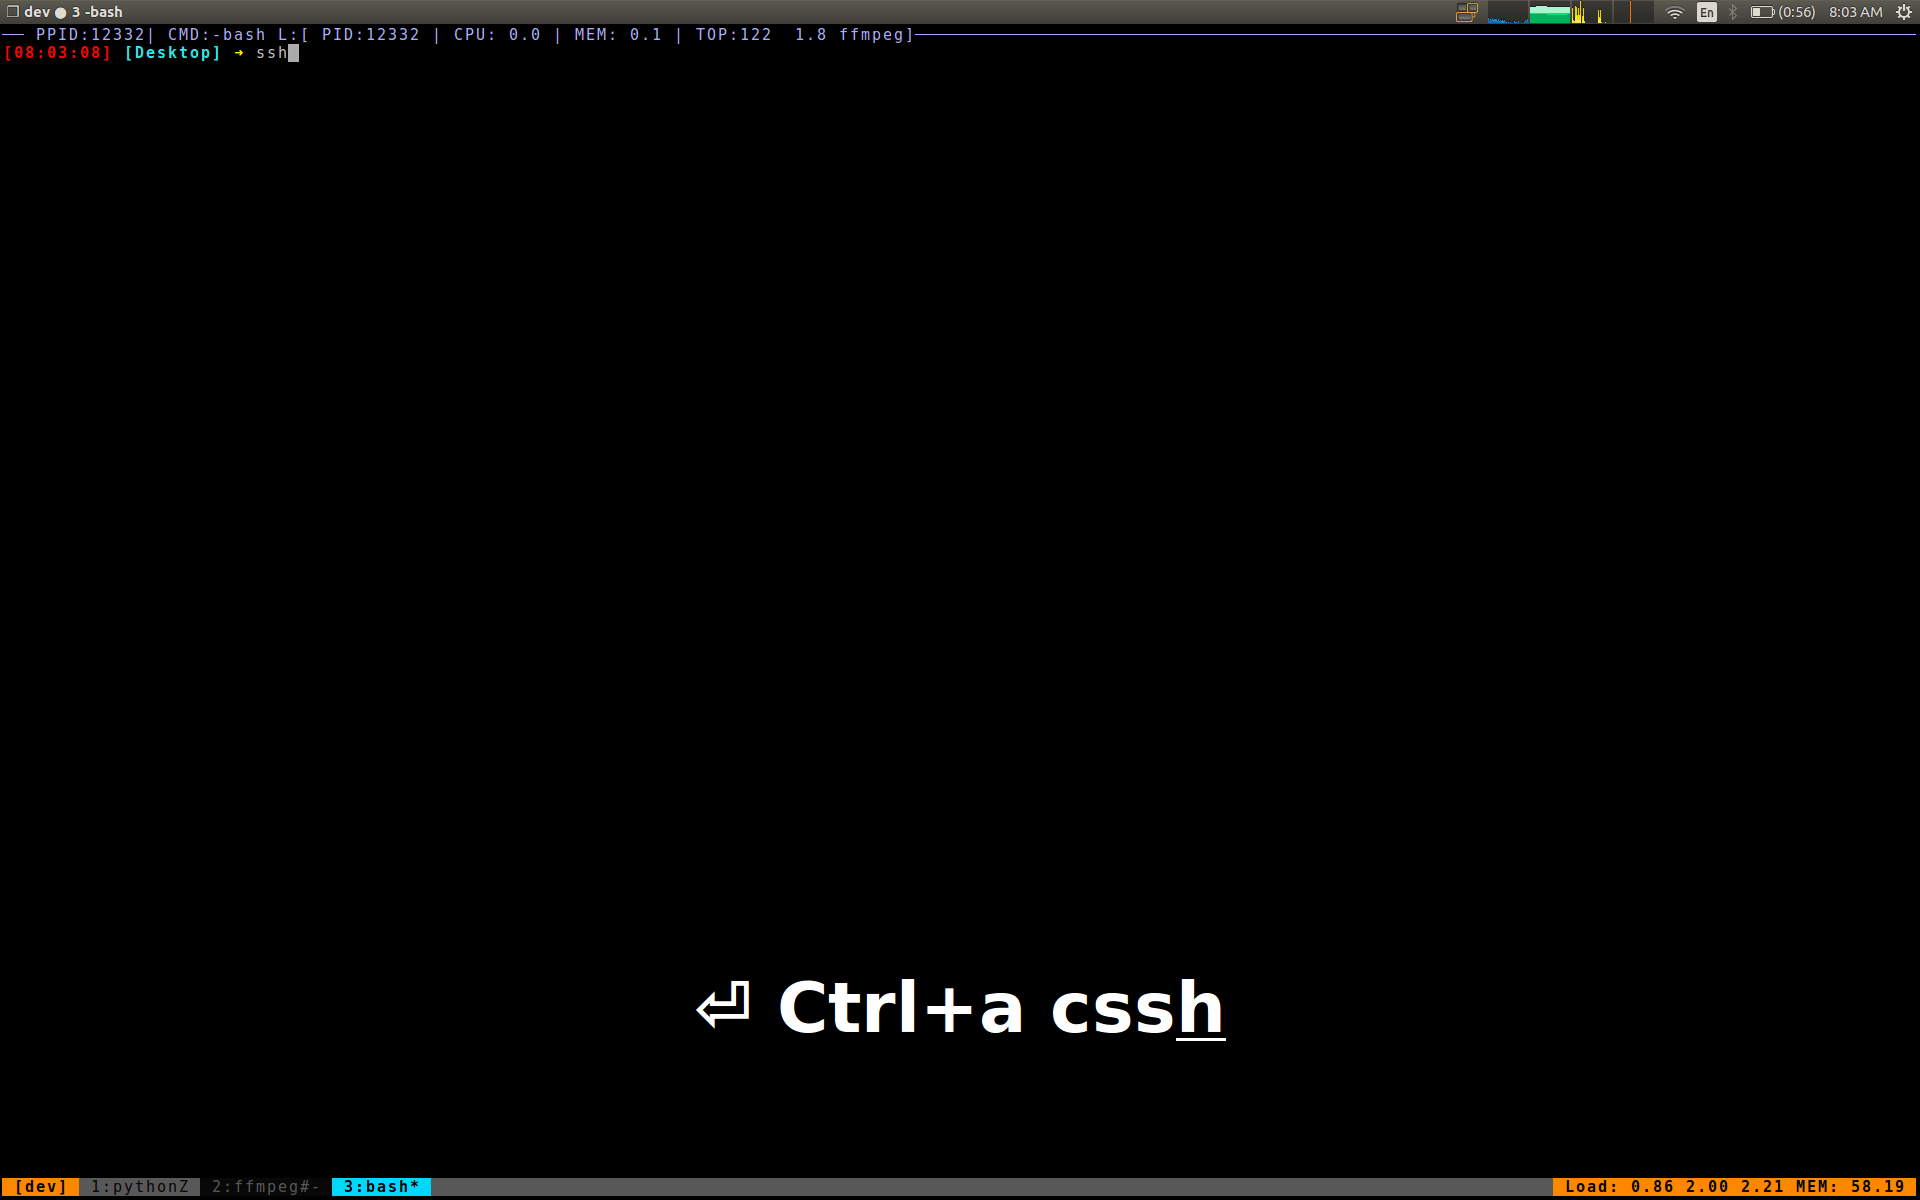 ❐ dev ● 3 -bash En (0:56) 8:03 AM
PPID:12332| CMD:-bash L:[ PID:12332 | CPU: 0.0 | MEM: 0.1 | TOP:122  1.8 ffmpeg]
[08:03:08] [Desktop] ➜ ssh
⏎ Ctrl+a cssh
[dev] 1:pythonZ 2:ffmpeg#- 3:bash* Load: 0.86 2.00 2.21 MEM: 58.19